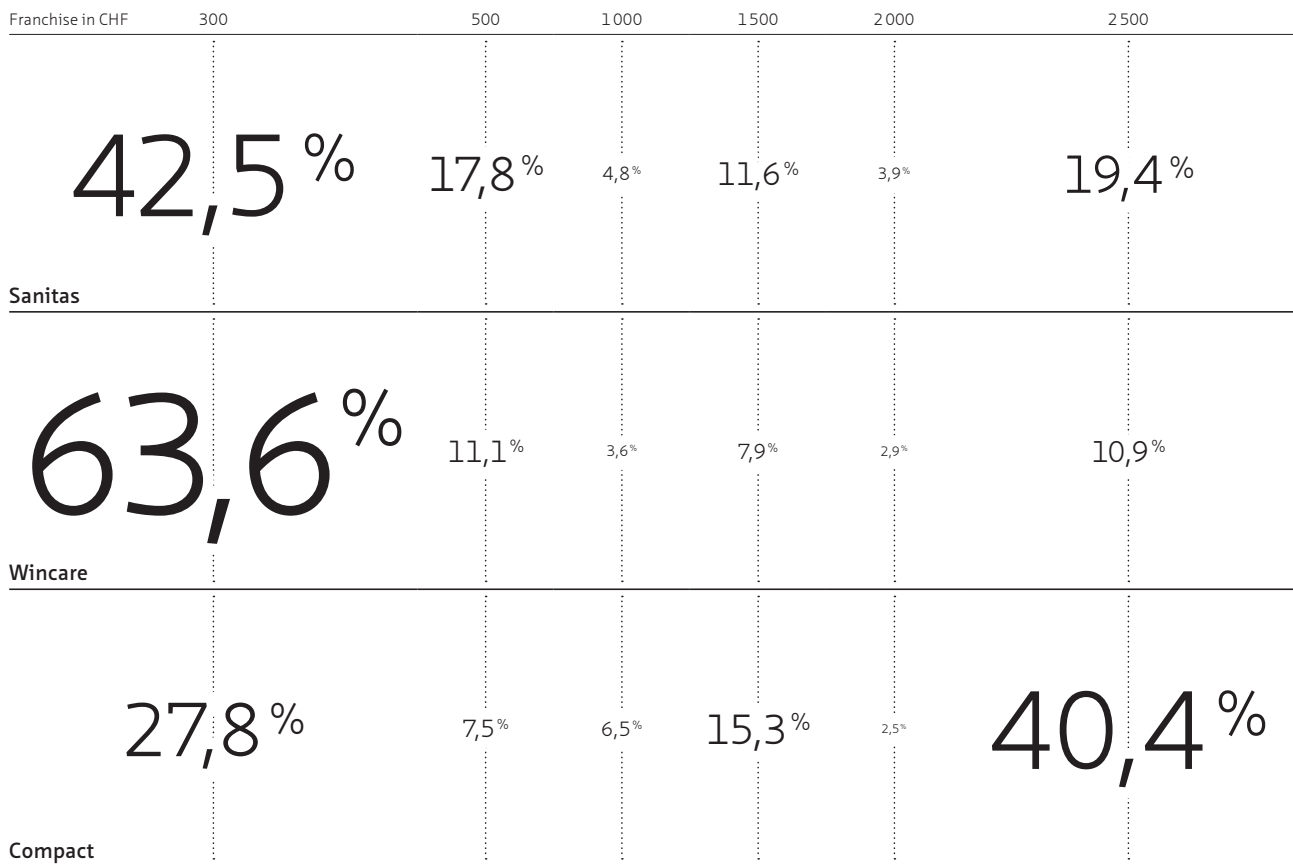 Franchise in CHF 300 500 1000 1500 2000 2500
42,5% 17,8% 4,8% 11,6% 3,9% 19,4%
Sanitas
63,6% 11,1% 3,6% 7,9% 2,9% 10,9%
Wincare
27,8% 7,5% 6,5% 15,3% 2,5% 40,4%
Compact